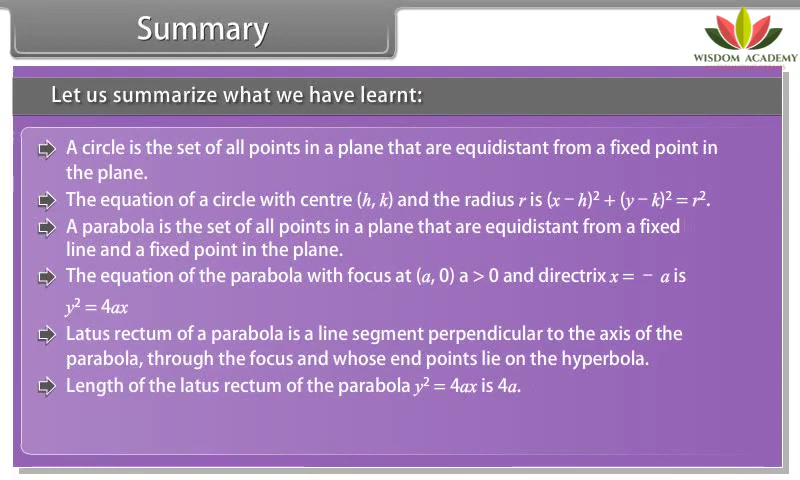 Summary
WISDOM ACADEMY
Let us summarize what we have learnt:
A circle is the set of all points in a plane that are equidistant from a fixed point in
the plane.
The equation of a circle with centre (h, k) and the radius r is (x − h)² + (y − k)² = r².
A parabola is the set of all points in a plane that are equidistant from a fixed
line and a fixed point in the plane.
The equation of the parabola with focus at (a, 0) a > 0 and directrix x = − a is
y² = 4ax
Latus rectum of a parabola is a line segment perpendicular to the axis of the
parabola, through the focus and whose end points lie on the hyperbola.
Length of the latus rectum of the parabola y² = 4ax is 4a.